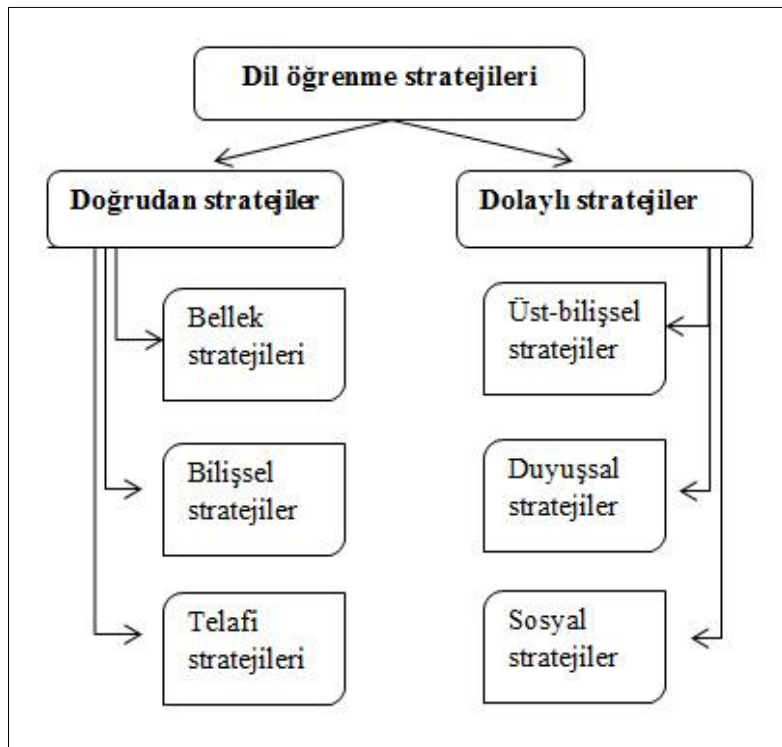 Dil öğrenme stratejileri
Doğrudan stratejiler
Dolaylı stratejiler
Bellek
stratejileri
Üst-bilişsel
stratejiler
Bilişsel
stratejiler
Duyuşsal
stratejiler
Telafi
stratejileri
Sosyal
stratejiler